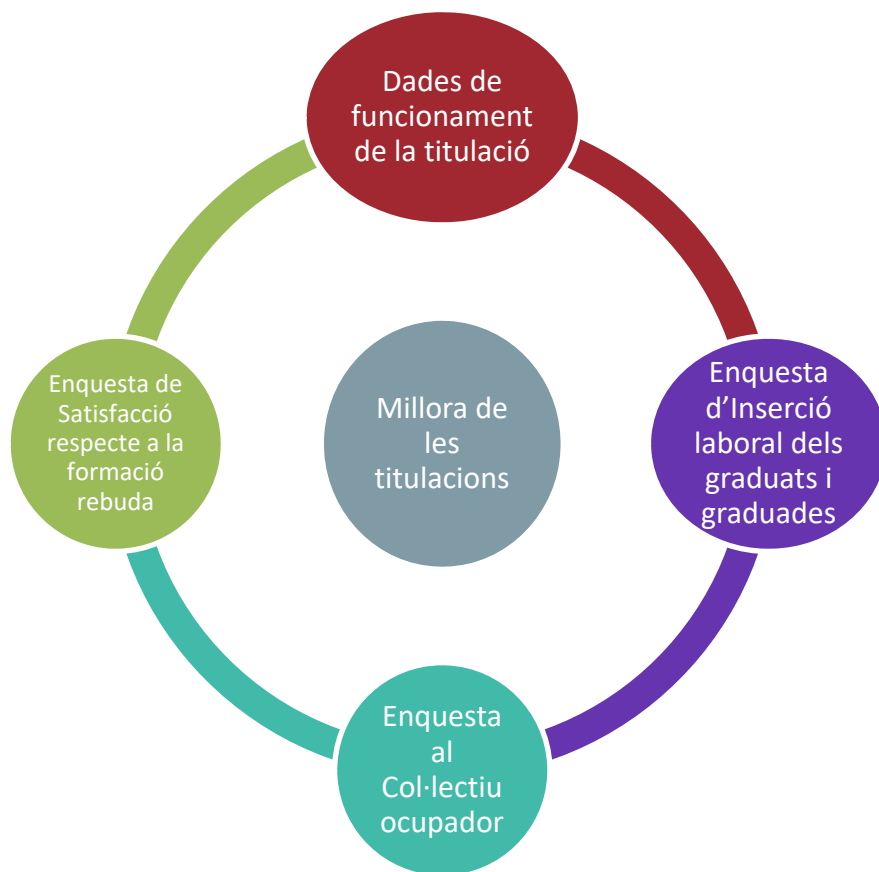 Dades de
funcionament
de la titulació
Enquesta de
Satisfacció
respecte a la
formació
rebuda
Millora de
les
titulacions
Enquesta
d’Inserció
laboral dels
graduats i
graduades
Enquesta
al
Col·lectiu
ocupador